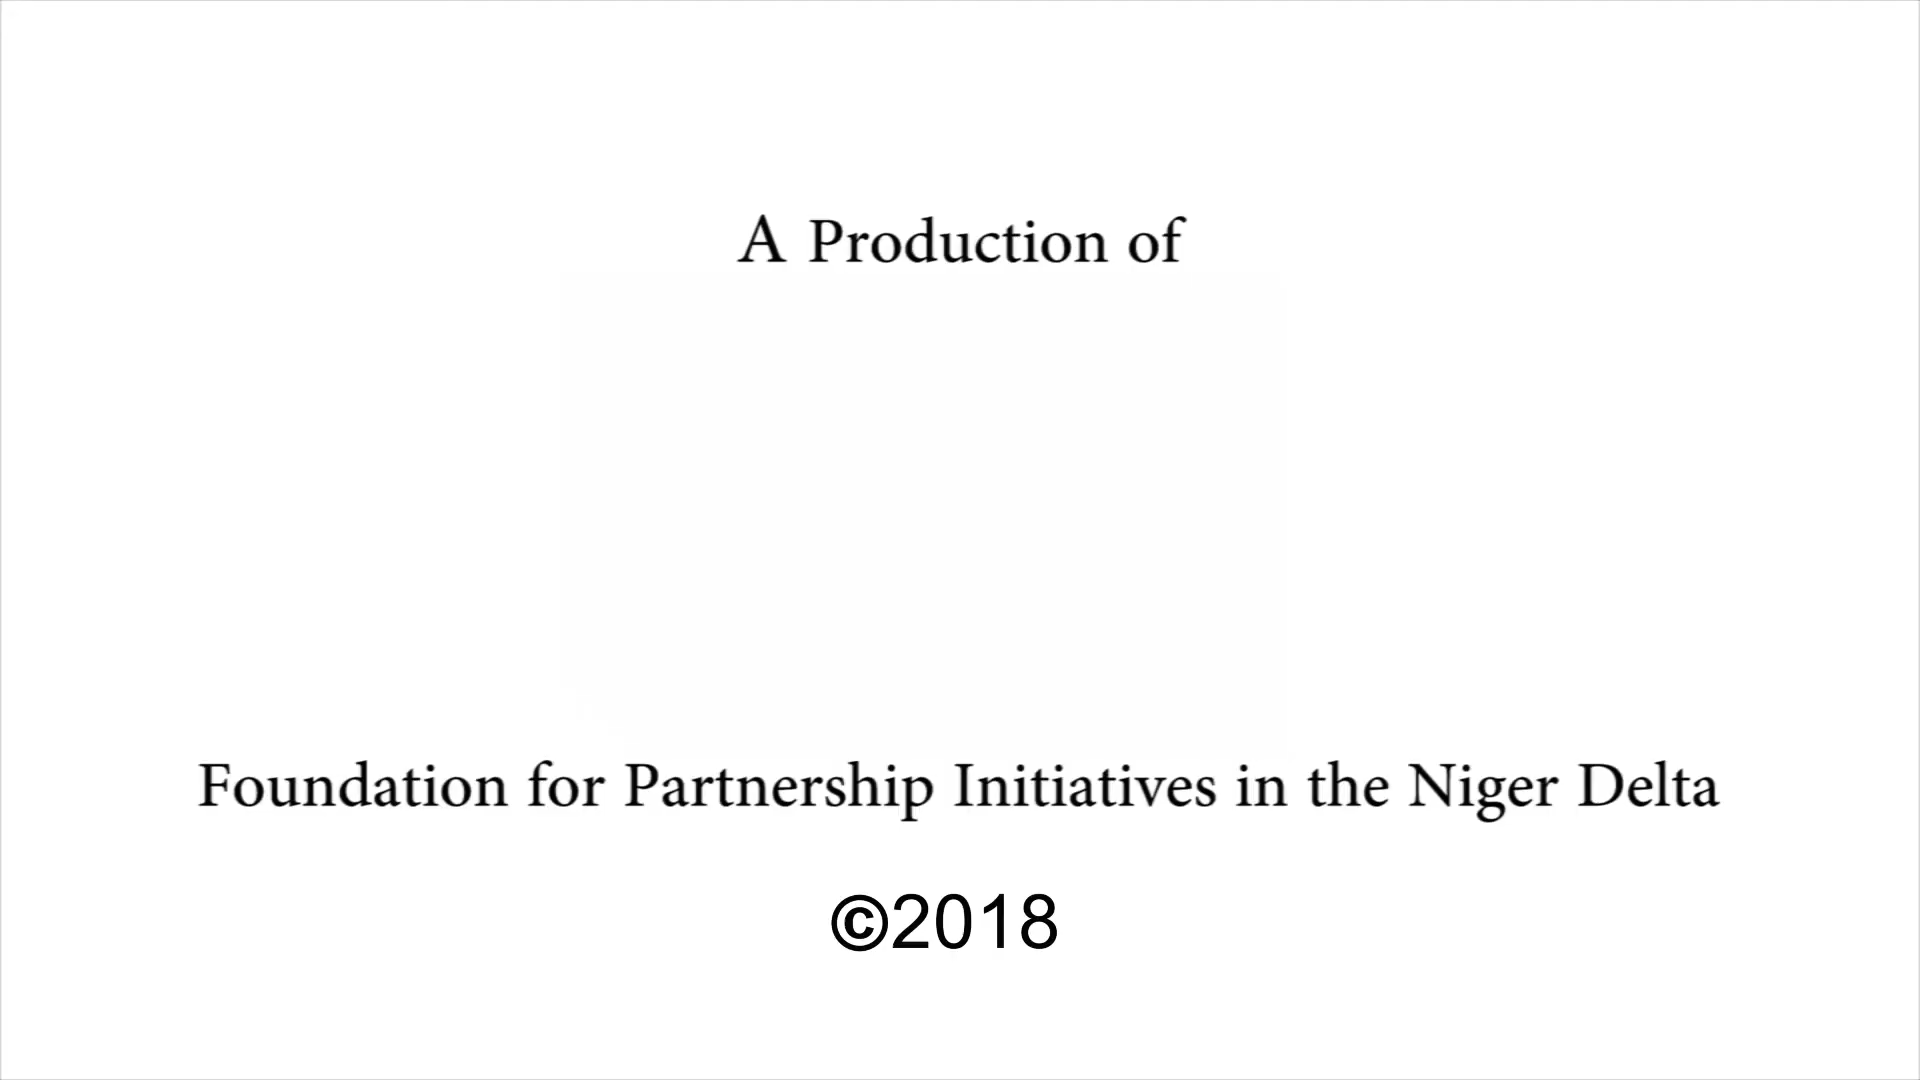 A Production of
Foundation for Partnership Initiatives in the Niger Delta
©2018